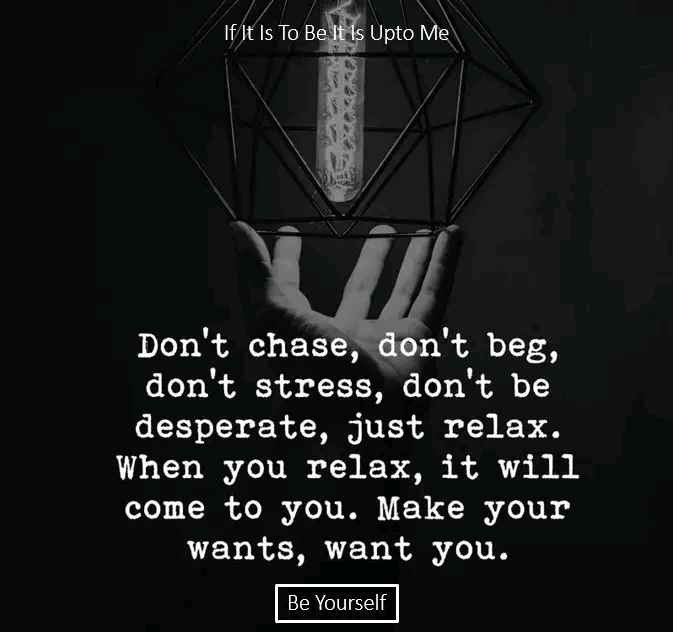 If It Is To Be It Is Upto Me
Don't chase, don't beg,
don't stress, don't be
desperate, just relax.
When you relax, it will
come to you. Make your
wants, want you.
Be Yourself